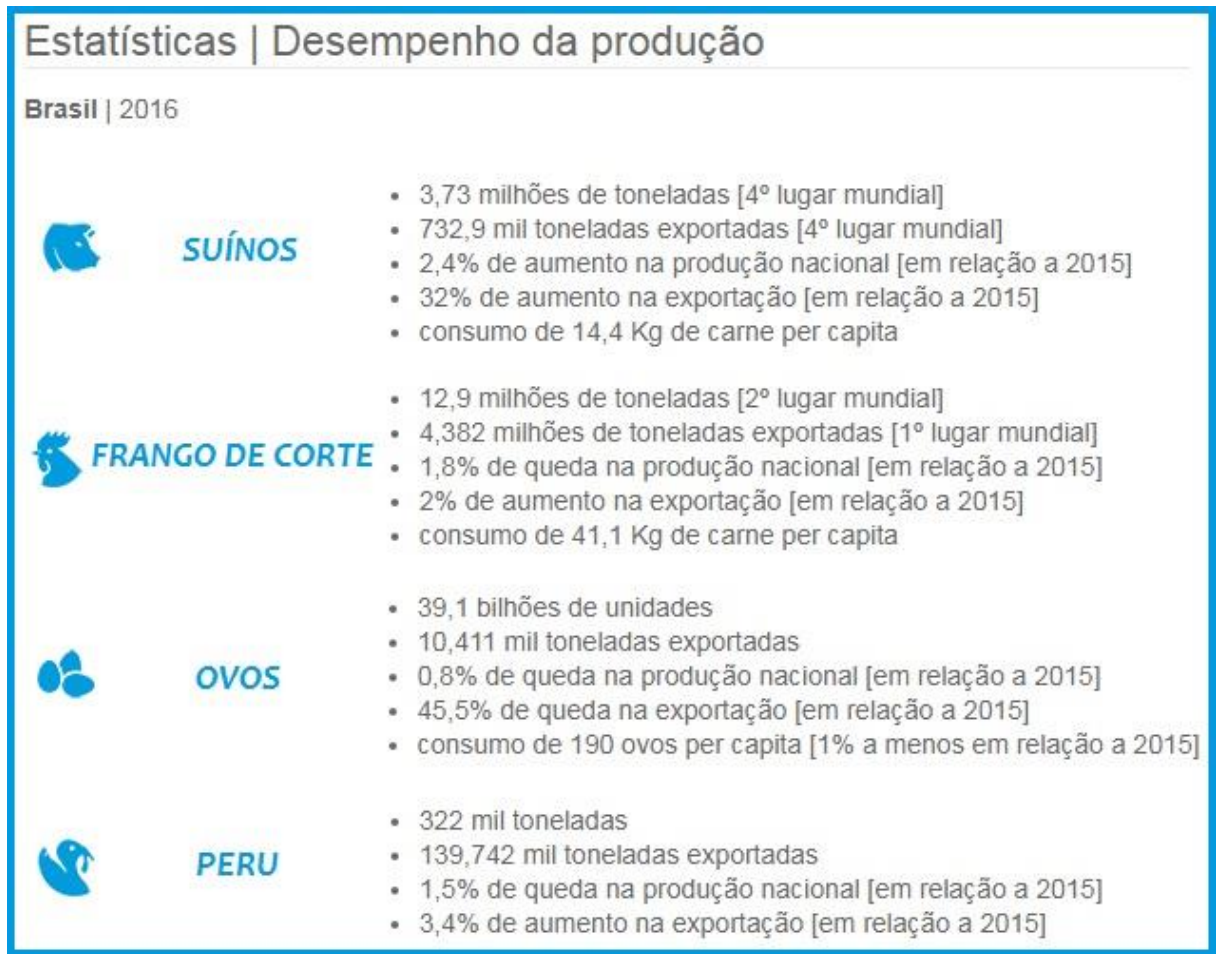 Estatísticas | Desempenho da produção
Brasil | 2016
SUÍNOS
• 3,73 milhões de toneladas [4º lugar mundial]
• 732,9 mil toneladas exportadas [4º lugar mundial]
• 2,4% de aumento na produção nacional [em relação a 2015]
• 32% de aumento na exportação [em relação a 2015]
• consumo de 14,4 Kg de carne per capita
FRANGO DE CORTE
• 12,9 milhões de toneladas [2º lugar mundial]
• 4,382 milhões de toneladas exportadas [1º lugar mundial]
• 1,8% de queda na produção nacional [em relação a 2015]
• 2% de aumento na exportação [em relação a 2015]
• consumo de 41,1 Kg de carne per capita
OVOS
• 39,1 bilhões de unidades
• 10,411 mil toneladas exportadas
• 0,8% de queda na produção nacional [em relação a 2015]
• 45,5% de queda na exportação [em relação a 2015]
• consumo de 190 ovos per capita [1% a menos em relação a 2015]
PERU
• 322 mil toneladas
• 139,742 mil toneladas exportadas
• 1,5% de queda na produção nacional [em relação a 2015]
• 3,4% de aumento na exportação [em relação a 2015]